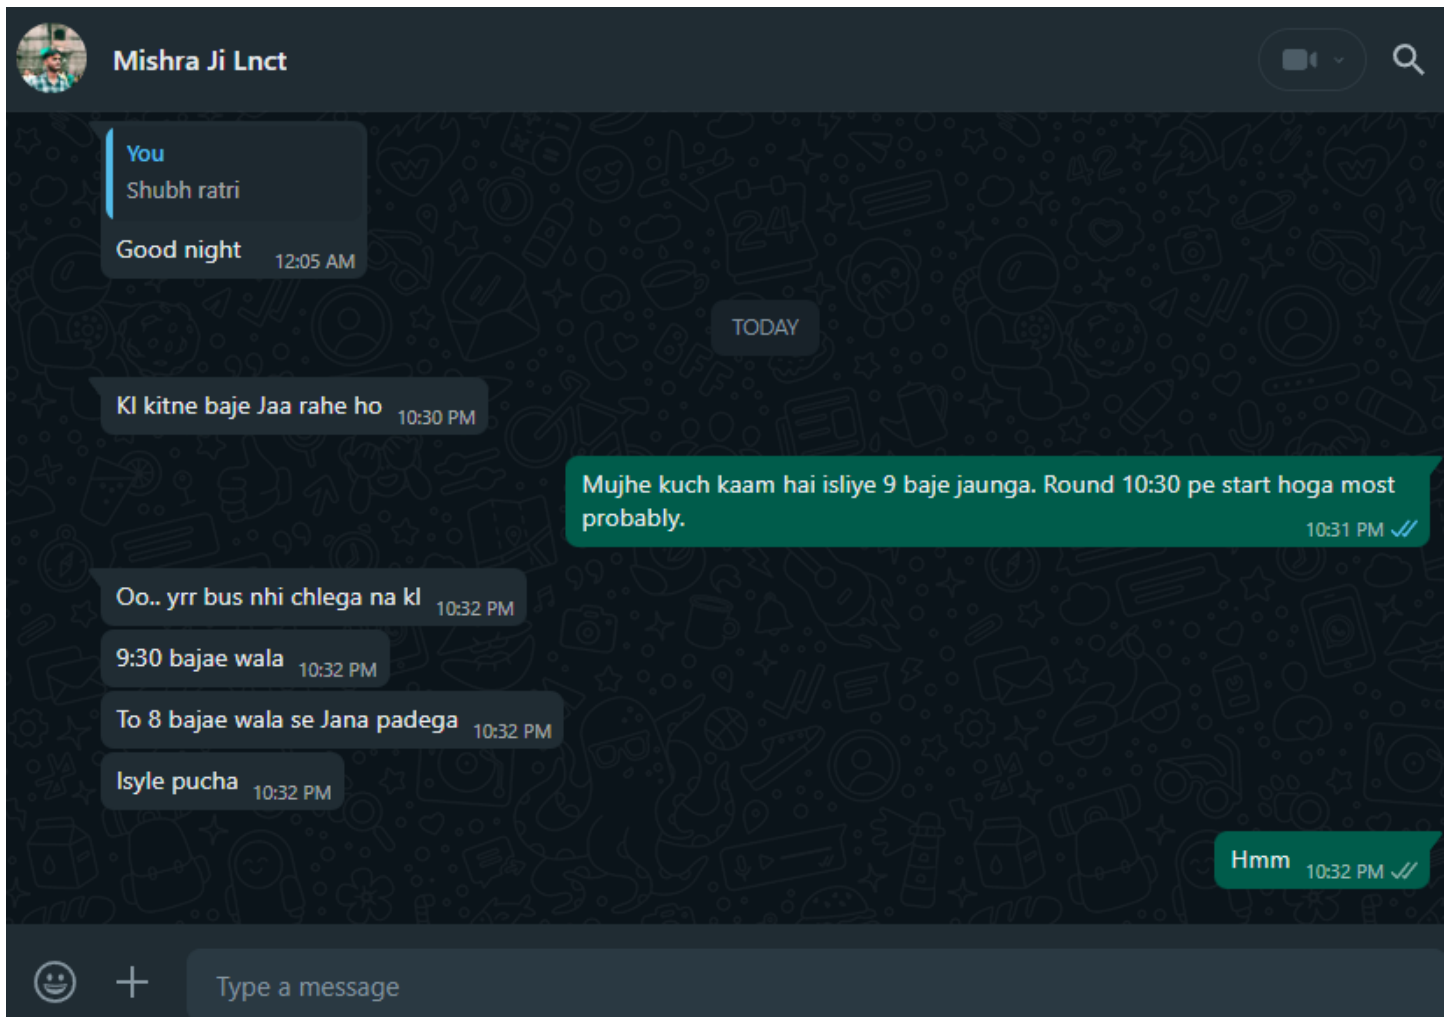 Mishra Ji Lnct
You
Shubh ratri
Good night 12:05 AM
TODAY
Kl kitne baje Jaa rahe ho 10:30 PM
Mujhe kuch kaam hai isliye 9 baje jaunga. Round 10:30 pe start hoga most
probably. 10:31 PM
Oo.. yrr bus nhi chlega na kl 10:32 PM
9:30 bajae wala 10:32 PM
To 8 bajae wala se Jana padega 10:32 PM
Isyle pucha 10:32 PM
Hmm 10:32 PM
Type a message